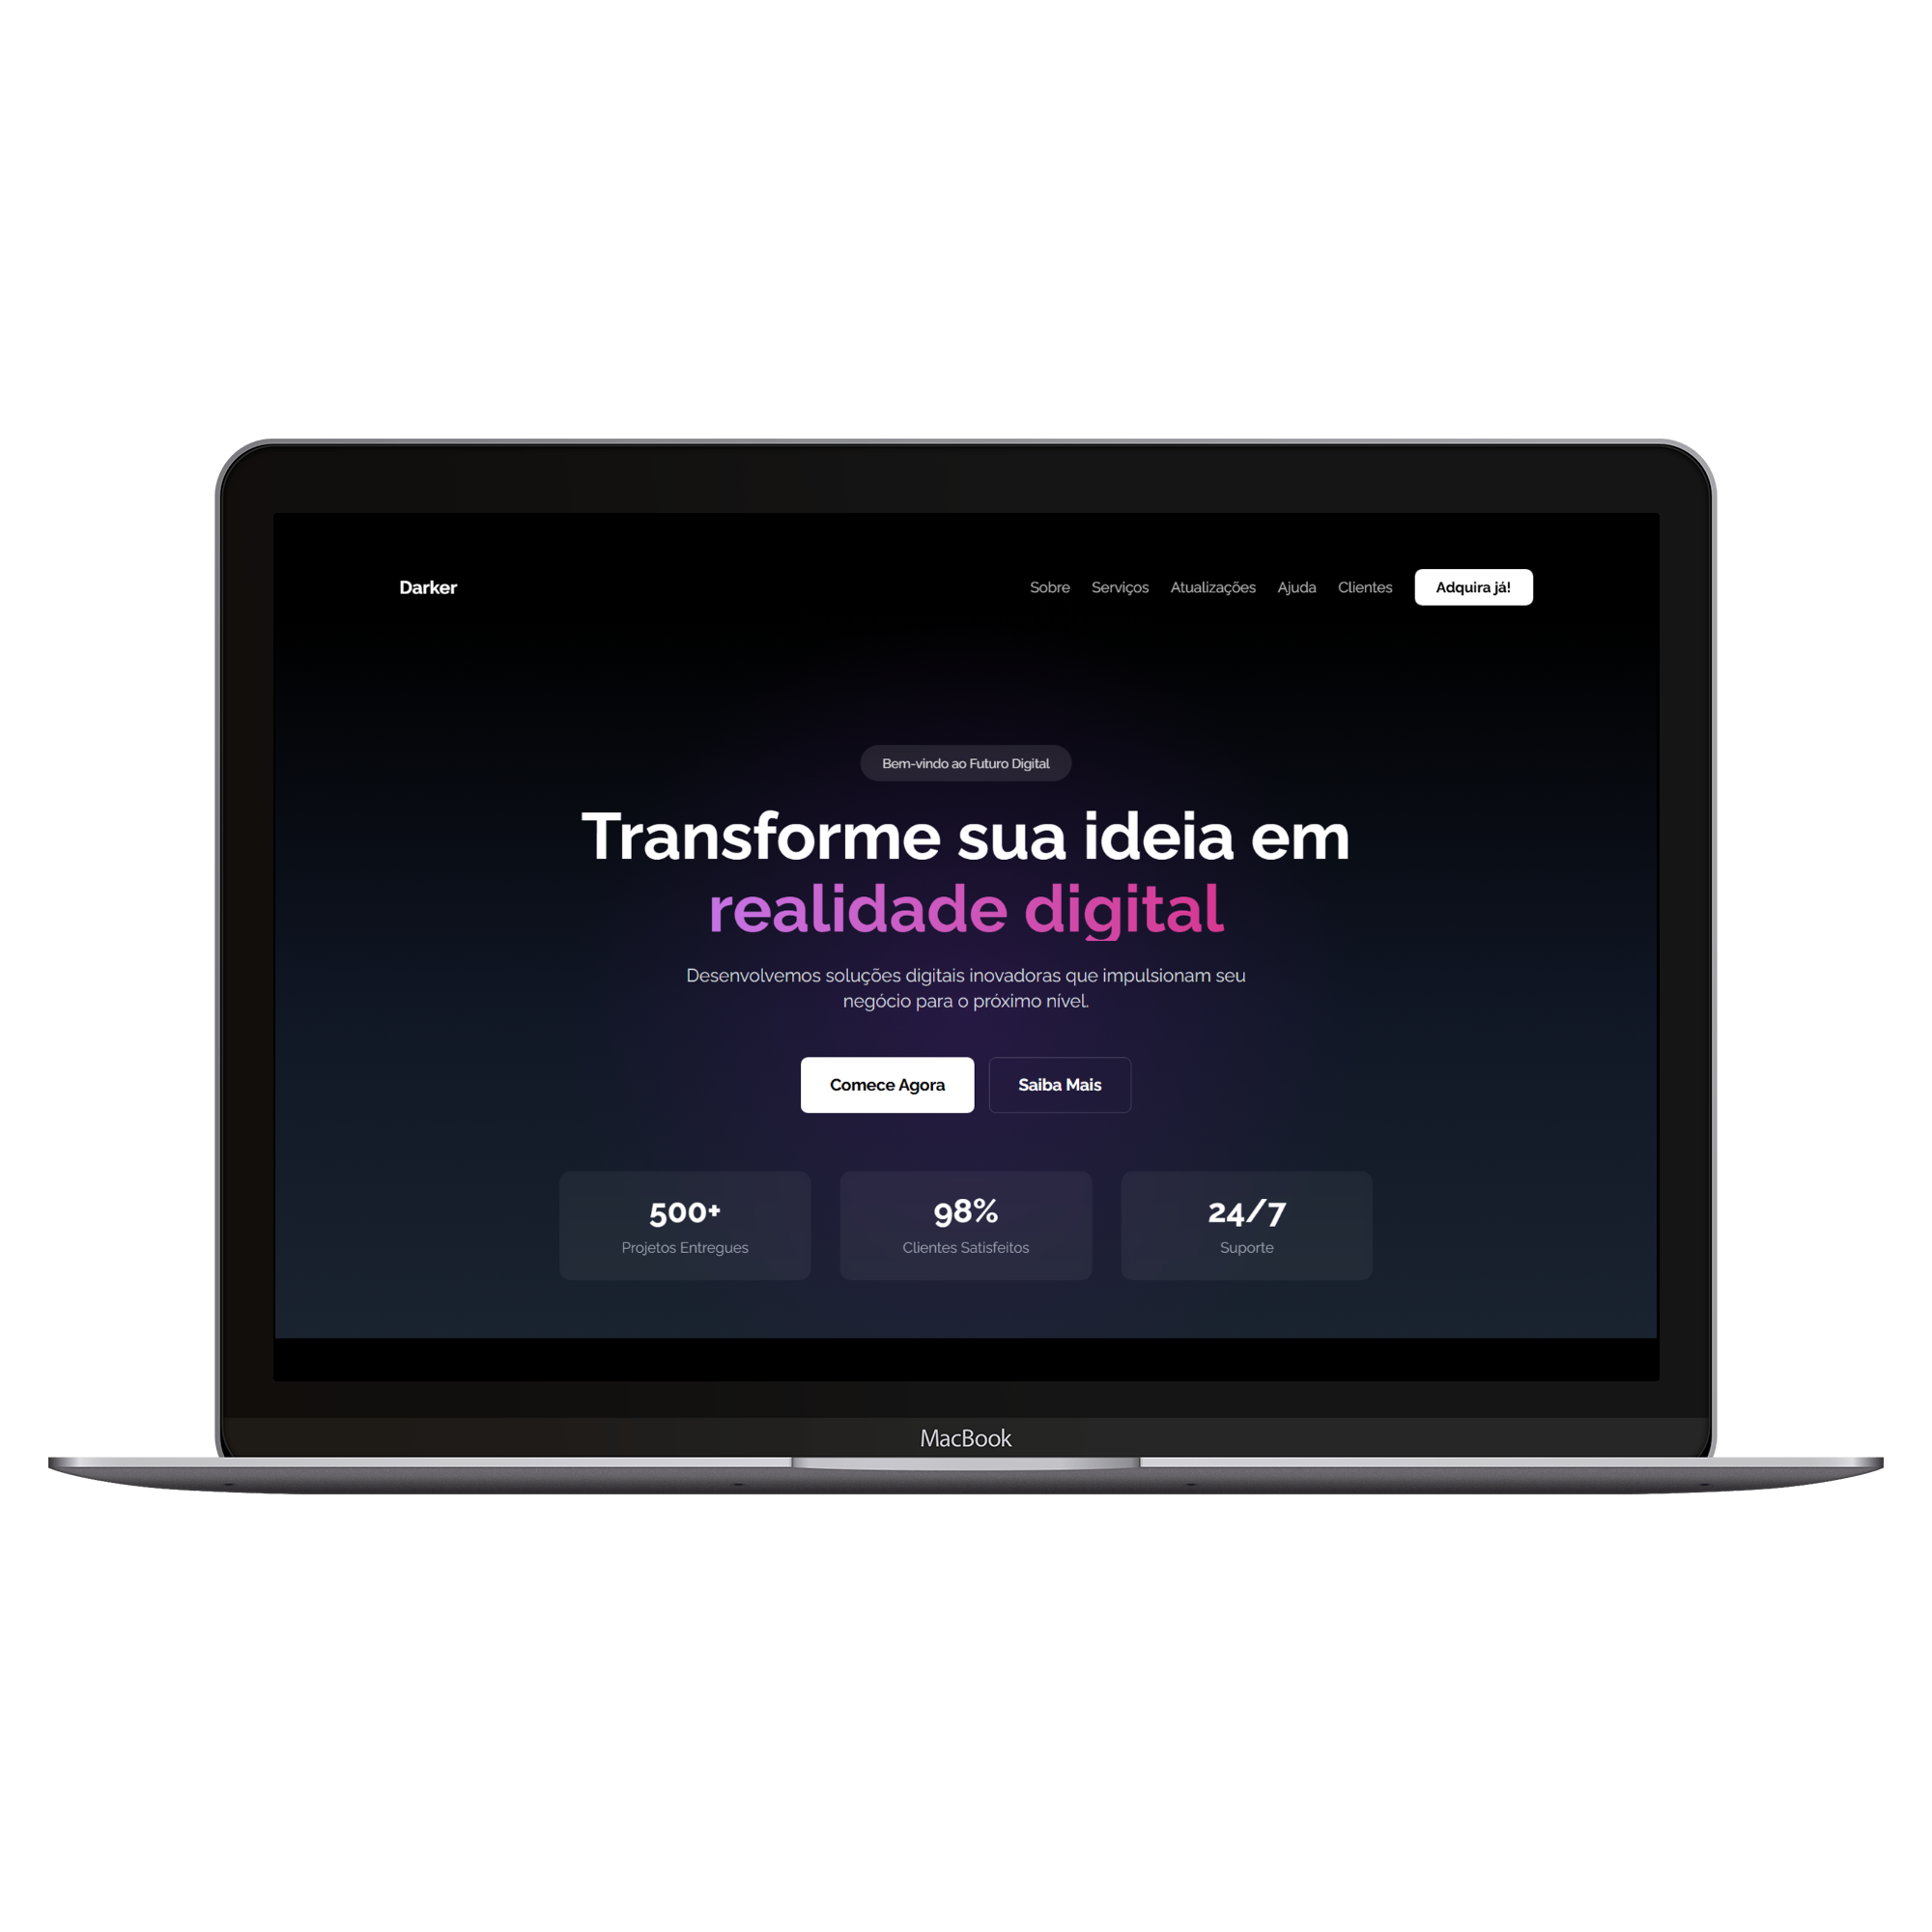 Darker
Sobre Serviços Atualizações Ajuda Clientes Adquira já!
Bem-vindo ao Futuro Digital
Transforme sua ideia em
realidade digital
Desenvolvemos soluções digitais inovadoras que impulsionam seu
negócio para o próximo nível.
Comece Agora Saiba Mais
500+ 98% 24/7
Projetos Entregues Clientes Satisfeitos Suporte
MacBook